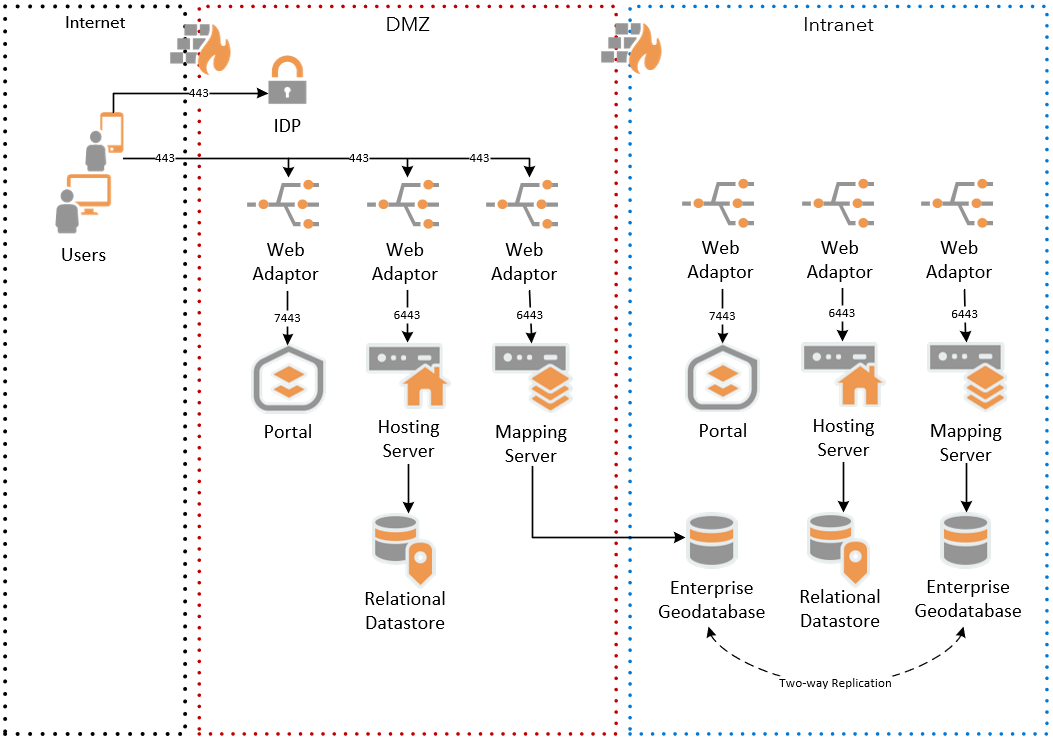 Internet
DMZ
Intranet
443
IDP
443
443
443
Users
Web
Adaptor
Web
Adaptor
Web
Adaptor
Web
Adaptor
Web
Adaptor
Web
Adaptor
7443
6443
6443
7443
6443
6443
Portal
Hosting
Server
Mapping
Server
Portal
Hosting
Server
Mapping
Server
Relational
Datastore
Enterprise
Geodatabase
Relational
Datastore
Enterprise
Geodatabase
Two-way Replication